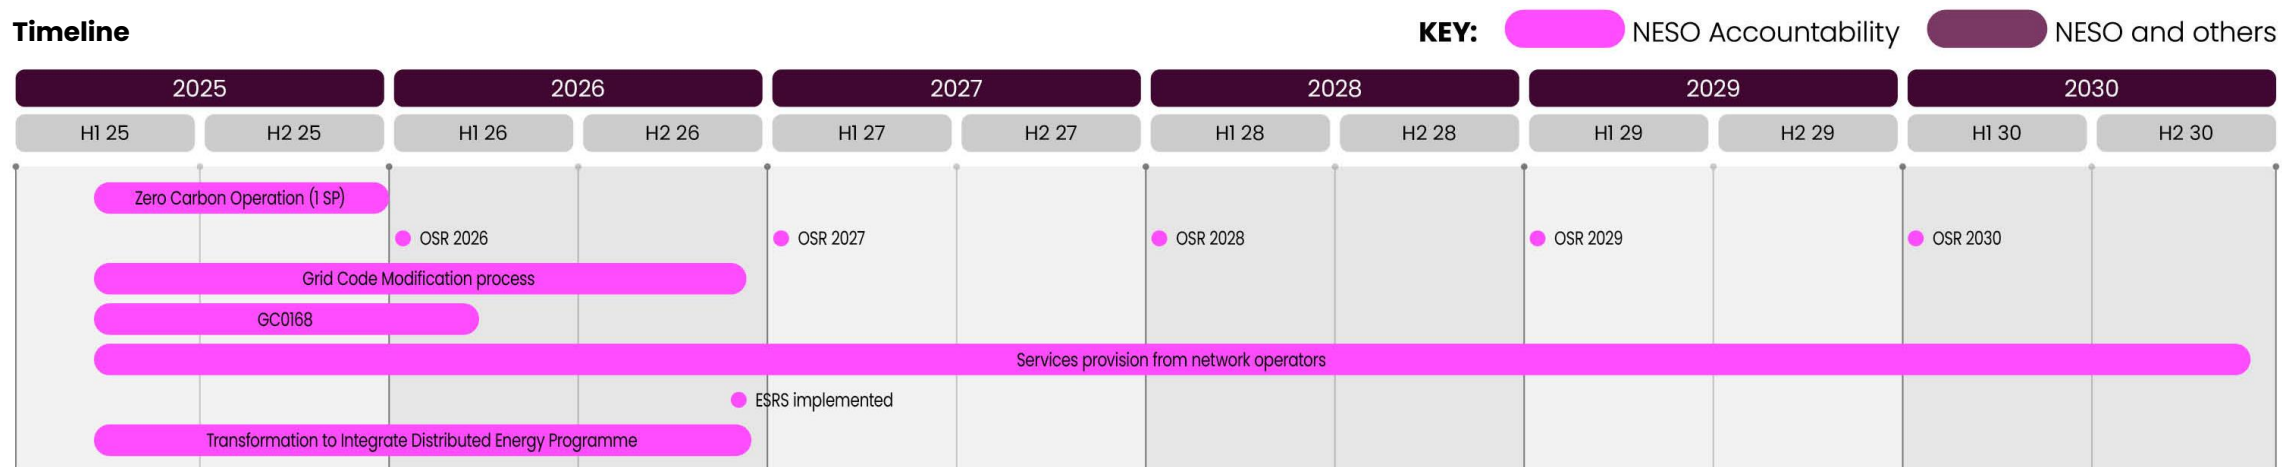 Timeline
KEY: NESO Accountability NESO and others
2025 2026 2027 2028 2029 2030
H1 25 H2 25 H1 26 H2 26 H1 27 H2 27 H1 28 H2 28 H1 29 H2 29 H1 30 H2 30
Zero Carbon Operation (1 SP)
OSR 2026 OSR 2027 OSR 2028 OSR 2029 OSR 2030
Grid Code Modification process
GC0168
Services provision from network operators
ESRS implemented
Transformation to Integrate Distributed Energy Programme